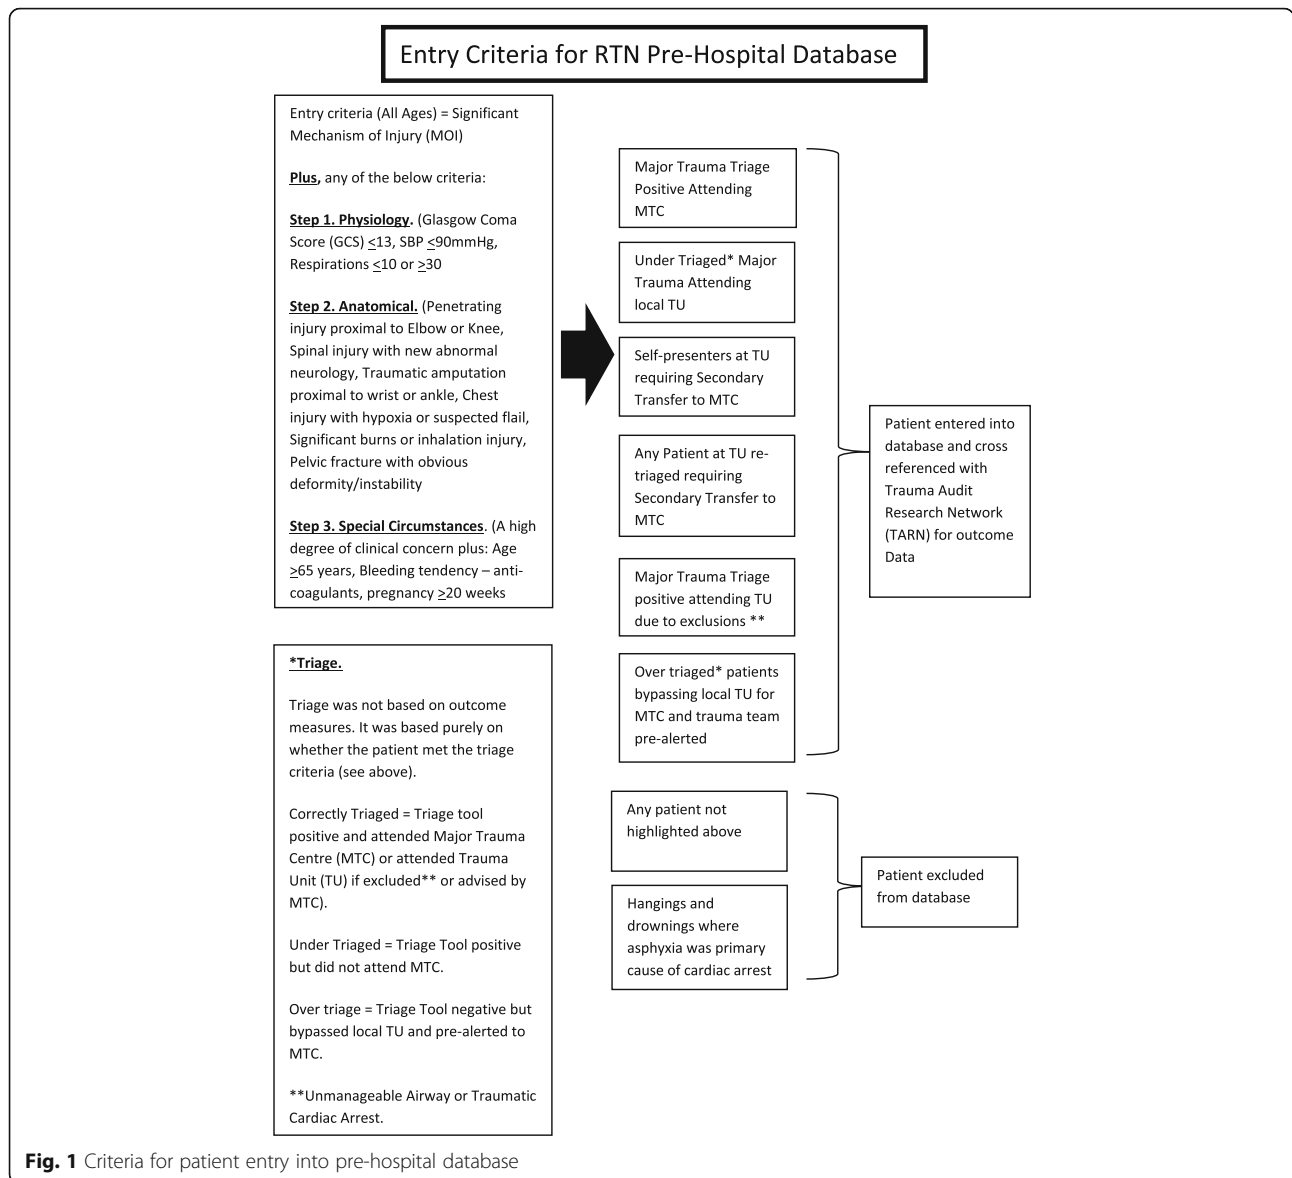 Entry Criteria for RTN Pre-Hospital Database
Entry criteria (All Ages) = Significant
Mechanism of Injury (MOI)
Plus, any of the below criteria:
Step 1. Physiology. (Glasgow Coma
Score (GCS) ≤13, SBP ≤90mmHg,
Respirations ≤10 or ≥30
Step 2. Anatomical. (Penetrating
injury proximal to Elbow or Knee,
Spinal injury with new abnormal
neurology, Traumatic amputation
proximal to wrist or ankle, Chest
injury with hypoxia or suspected flail,
Significant burns or inhalation injury,
Pelvic fracture with obvious
deformity/instability
Step 3. Special Circumstances. (A high
degree of clinical concern plus: Age
≥65 years, Bleeding tendency – anti-
coagulants, pregnancy ≥20 weeks
*Triage.
Triage was not based on outcome
measures. It was based purely on
whether the patient met the triage
criteria (see above).
Correctly Triaged = Triage tool
positive and attended Major Trauma
Centre (MTC) or attended Trauma
Unit (TU) if excluded** or advised by
MTC).
Under Triaged = Triage Tool positive
but did not attend MTC.
Over triage = Triage Tool negative but
bypassed local TU and pre-alerted to
MTC.
**Unmanageable Airway or Traumatic
Cardiac Arrest.
Major Trauma Triage
Positive Attending
MTC
Under Triaged* Major
Trauma Attending
local TU
Self-presenters at TU
requiring Secondary
Transfer to MTC
Any Patient at TU re-
triaged requiring
Secondary Transfer to
MTC
Major Trauma Triage
positive attending TU
due to exclusions **
Over triaged* patients
bypassing local TU for
MTC and trauma team
pre-alerted
Patient entered into
database and cross
referenced with
Trauma Audit
Research Network
(TARN) for outcome
Data
Any patient not
highlighted above
Hangings and
drownings where
asphyxia was primary
cause of cardiac arrest
Patient excluded
from database
Fig. 1 Criteria for patient entry into pre-hospital database